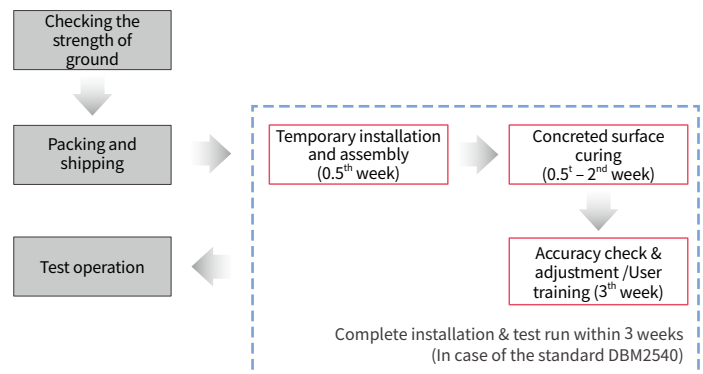 Checking the
strength of
ground
Packing and
shipping
Temporary installation
and assembly
(0.5th week)
Concreted surface
curing
(0.5t – 2nd week)
Accuracy check &
adjustment /User
training (3th week)
Test operation
Complete installation & test run within 3 weeks
(In case of the standard DBM2540)